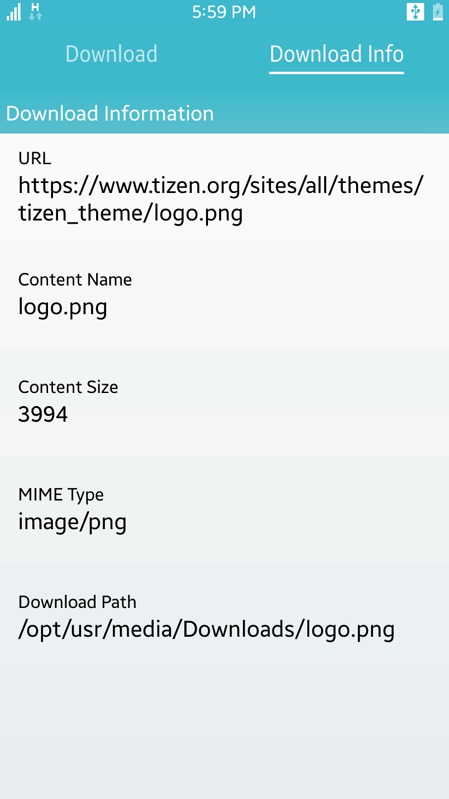 H
5:59 PM
Download
Download Info
Download Information
URL
https://www.tizen.org/sites/all/themes/
tizen_theme/logo.png
Content Name
logo.png
Content Size
3994
MIME Type
image/png
Download Path
/opt/usr/media/Downloads/logo.png